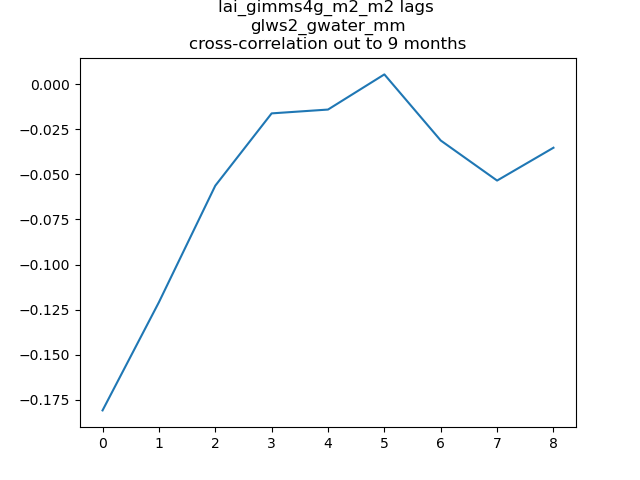 lai_gimms4g_m2_m2 lags
glws2_gwater_mm
cross-correlation out to 9 months
0.000
−0.025
−0.050
−0.075
−0.100
−0.125
−0.150
−0.175
0 1 2 3 4 5 6 7 8